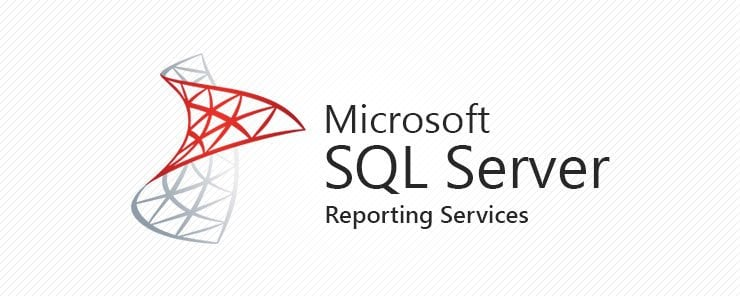 Microsoft
SQL Server
Reporting Services